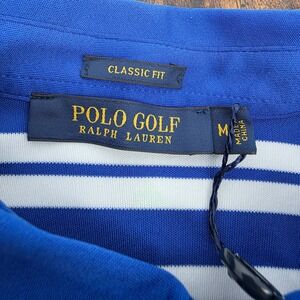 CLASSIC FIT
POLO GOLF
RALPH LAUREN
M
MADE IN
CHINA